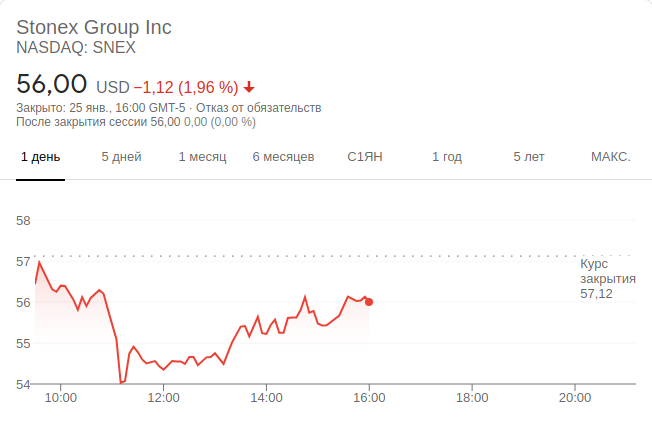 Stonex Group Inc
NASDAQ: SNEX
56,00 USD −1,12 (1,96 %)
Закрыто: 25 янв., 16:00 GMT-5 · Отказ от обязательств
После закрытия сессии 56,00 0,00 (0,00 %)
1 день 5 дней 1 месяц 6 месяцев С1ЯН 1 год 5 лет МАКС.
58
57
Курс
закрытия
57,12
56
55
54
10:00 12:00 14:00 16:00 18:00 20:00